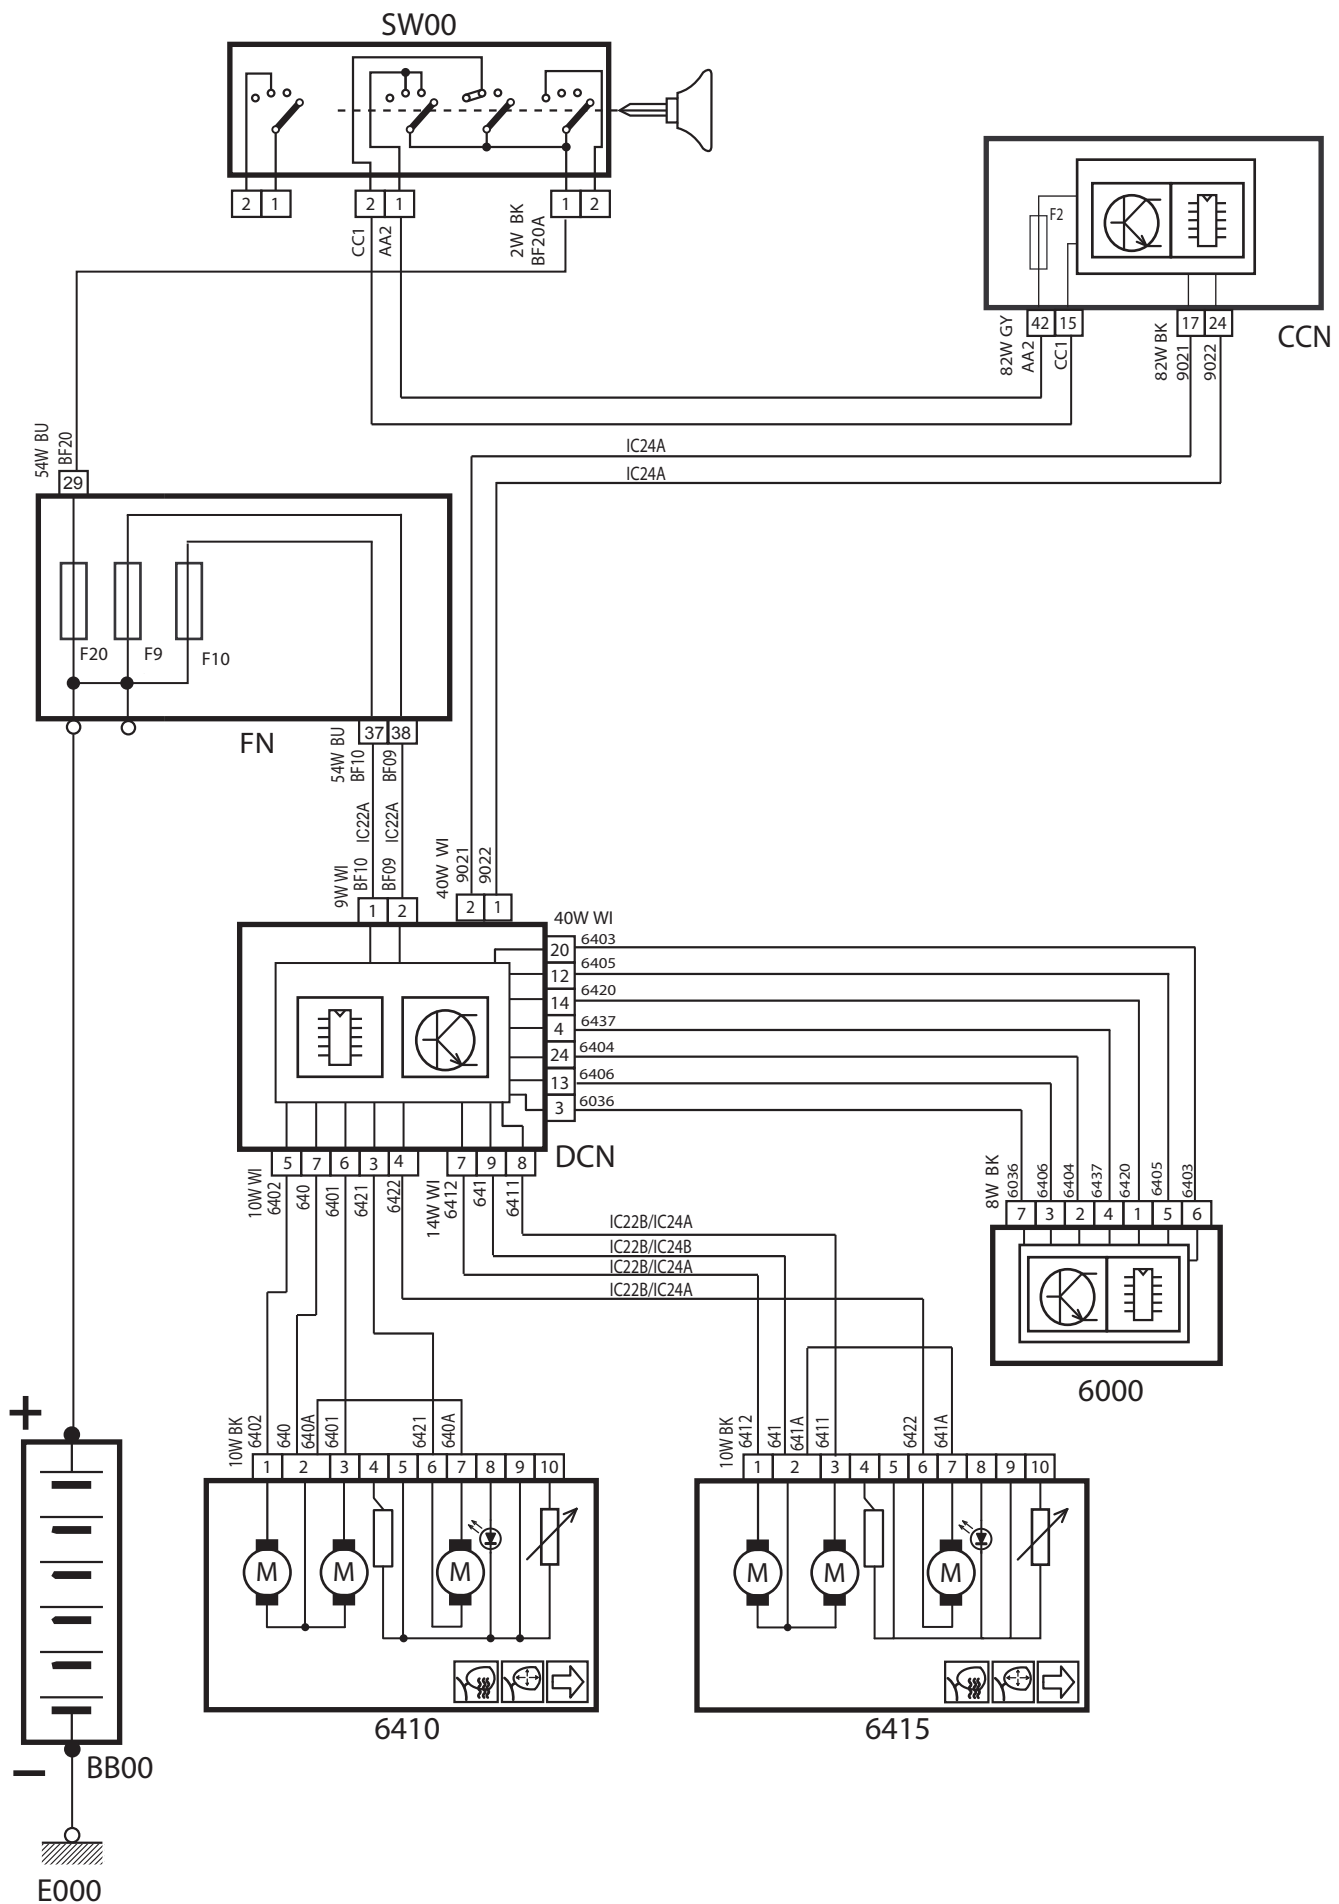 SW00
2 1
2 1
1 2
CC1
AA2
2W BK
BF20A
F2
42 15
17 24
CCN
82W GY
AA2
CC1
82W BK
9021
9022
IC24A
IC24A
54W BU
BF20
29
F20
F9
F10
FN
37 38
54W BU
BF10
BF09
IC22A
IC22A
9W WI
BF10
BF09
40W WI
9021
9022
1 2
2 1
40W WI
20 6403
12 6405
14 6420
4 6437
24 6404
13 6406
3 6036
DCN
5 7 6 3 4
7 9 8
10W WI
6402
640
6401
6421
6422
14W WI
6412
641
6411
IC22B/IC24A
IC22B/IC24B
IC22B/IC24A
IC22B/IC24A
8W BK
6036
6406
6404
6437
6420
6405
6403
7 3 2 4 1 5 6
6000
10W BK
6402
640
640A
6401
6421
640A
1 2 3 4 5 6 7 8 9 10
M M M
6410
10W BK
6412
641
641A
6411
6422
641A
1 2 3 4 5 6 7 8 9 10
M M M
6415
+
−
BB00
E000